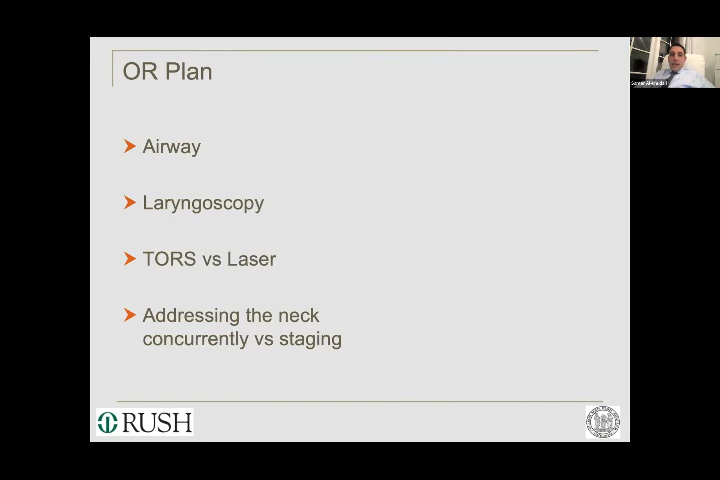 OR Plan
Airway
Laryngoscopy
TORS vs Laser
Addressing the neck
concurrently vs staging
RUSH